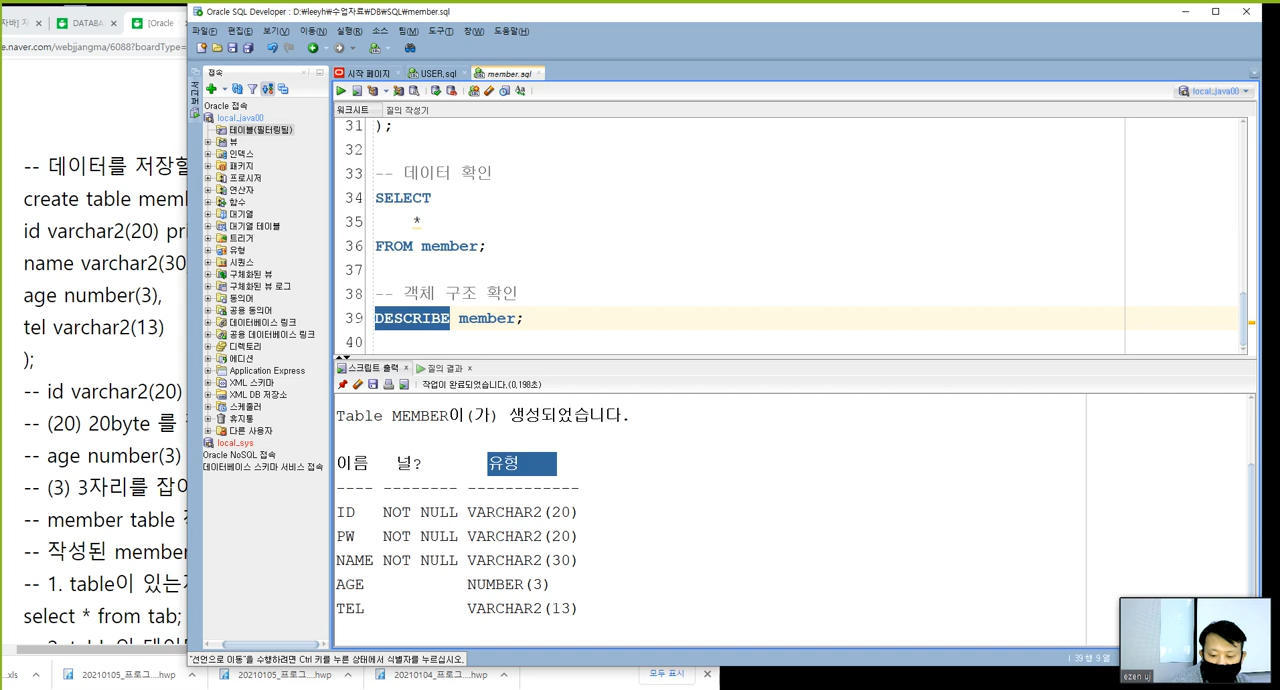 Oracle SQL Developer : D:\leeyh\수업자료\DB\SQL\member.sql
파일(F) 편집(E) 보기(V) 이동(N) 실행(R) 소스 팀(M) 도구(T) 창(W) 도움말(H)
DATABA
[Oracle
e.naver.com/webjjangma/6088?boardType=
접속
시작 페이지
USER.sql
member.sql
local_java00
워크시트
질의 작성기
Oracle 접속
local_java00
테이블(필터링됨)
뷰
인덱스
패키지
프로시저
연산자
함수
대기열
대기열 테이블
트리거
유형
시퀀스
구체화된 뷰
구체화된 뷰 로그
동의어
공용 동의어
데이터베이스 링크
공용 데이터베이스 링크
디렉토리
에디션
Application Express
XML 스키마
XML DB 저장소
스케줄러
휴지통
다른 사용자
local_sys
Oracle NoSQL 접속
데이터베이스 스키마 서비스 접속
-- 데이터를 저장할
create table memb
id varchar2(20) pri
name varchar2(30
age number(3),
tel varchar2(13)
);
-- id varchar2(20)
-- (20) 20byte 를
-- age number(3)
-- (3) 3자리를 잡아
-- member table
-- 작성된 member
-- 1. table이 있는지
select * from tab;
31 );
32
33 -- 데이터 확인
34 SELECT
35 *
36 FROM member;
37
38 -- 객체 구조 확인
39 DESCRIBE member;
40
스크립트 출력
질의 결과
작업이 완료되었습니다.(0,198초)
Table MEMBER이(가) 생성되었습니다.
이름 널? 유형
---- -------- ------------
ID NOT NULL VARCHAR2(20)
PW NOT NULL VARCHAR2(20)
NAME NOT NULL VARCHAR2(30)
AGE NUMBER(3)
TEL VARCHAR2(13)
"선언으로 이동"을 수행하려면 Ctrl 키를 누른 상태에서 식별자를 누르십시오.
39 행 9 열
.xls
20210105_프로그....hwp
20210105_프로그....hwp
20210104_프로그....hwp
모두 표시
ezen uj